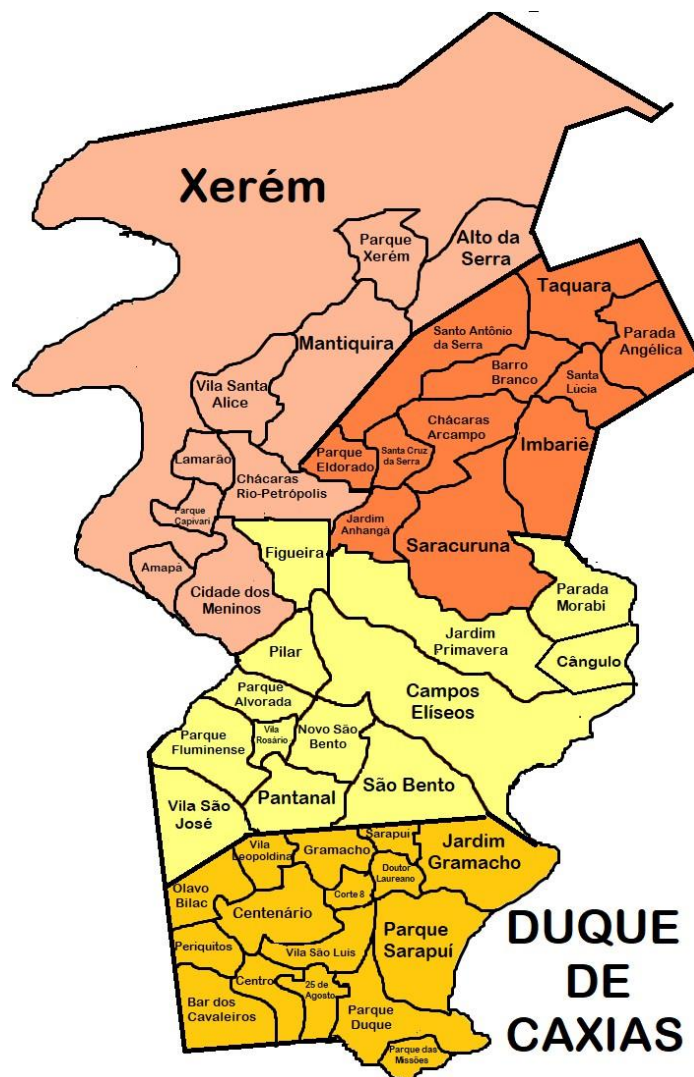 Xerém
Parque
Xerém
Alto da
Serra
Taquara
Santo Antônio
da Serra
Parada
Angélica
Mantiquira
Barro
Branco
Santa
Lúcia
Vila Santa
Alice
Chácaras
Arcampo
Imbariê
Parque
Eldorado
Santa Cruz
da Serra
Lamarão
Chácaras
Rio-Petrópolis
Parque
Capivari
Jardim
Anhangá
Saracuruna
Figueira
Amapá
Cidade dos
Meninos
Parada
Morabi
Jardim
Primavera
Pilar
Cângulo
Parque
Alvorada
Campos
Elíseos
Parque
Fluminense
Vila
Rosário
Novo São
Bento
São Bento
Pantanal
Vila São
José
Vila
Leopoldina
Gramacho
Sarapuí
Jardim
Gramacho
Doutor
Laureano
Olavo
Bilac
Corte 8
Centenário
Parque
Sarapuí
Periquitos
Vila São Luis
Centro
25 de
Agosto
Bar dos
Cavaleiros
Parque
Duque
Parque das
Missões
DUQUE
DE
CAXIAS